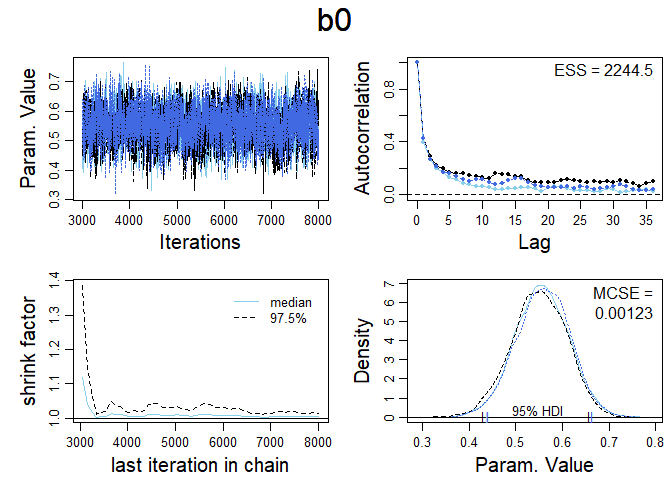 b0
Param. Value
0.3 0.4 0.5 0.6 0.7
3000 4000 5000 6000 7000 8000
Iterations
ESS = 2244.5
Autocorrelation
0.0 0.4 0.8
0 5 10 15 20 25 30 35
Lag
shrink factor
1.0 1.1 1.2 1.3 1.4
median
97.5%
3000 4000 5000 6000 7000 8000
last iteration in chain
MCSE =
0.00123
Density
0 1 2 3 4 5 6 7
95% HDI
0.3 0.4 0.5 0.6 0.7 0.8
Param. Value